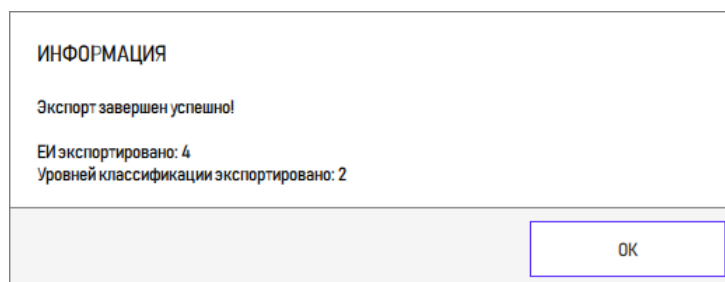 ИНФОРМАЦИЯ
Экспорт завершен успешно!
ЕИ экспортировано: 4
Уровней классификации экспортировано: 2
ОК